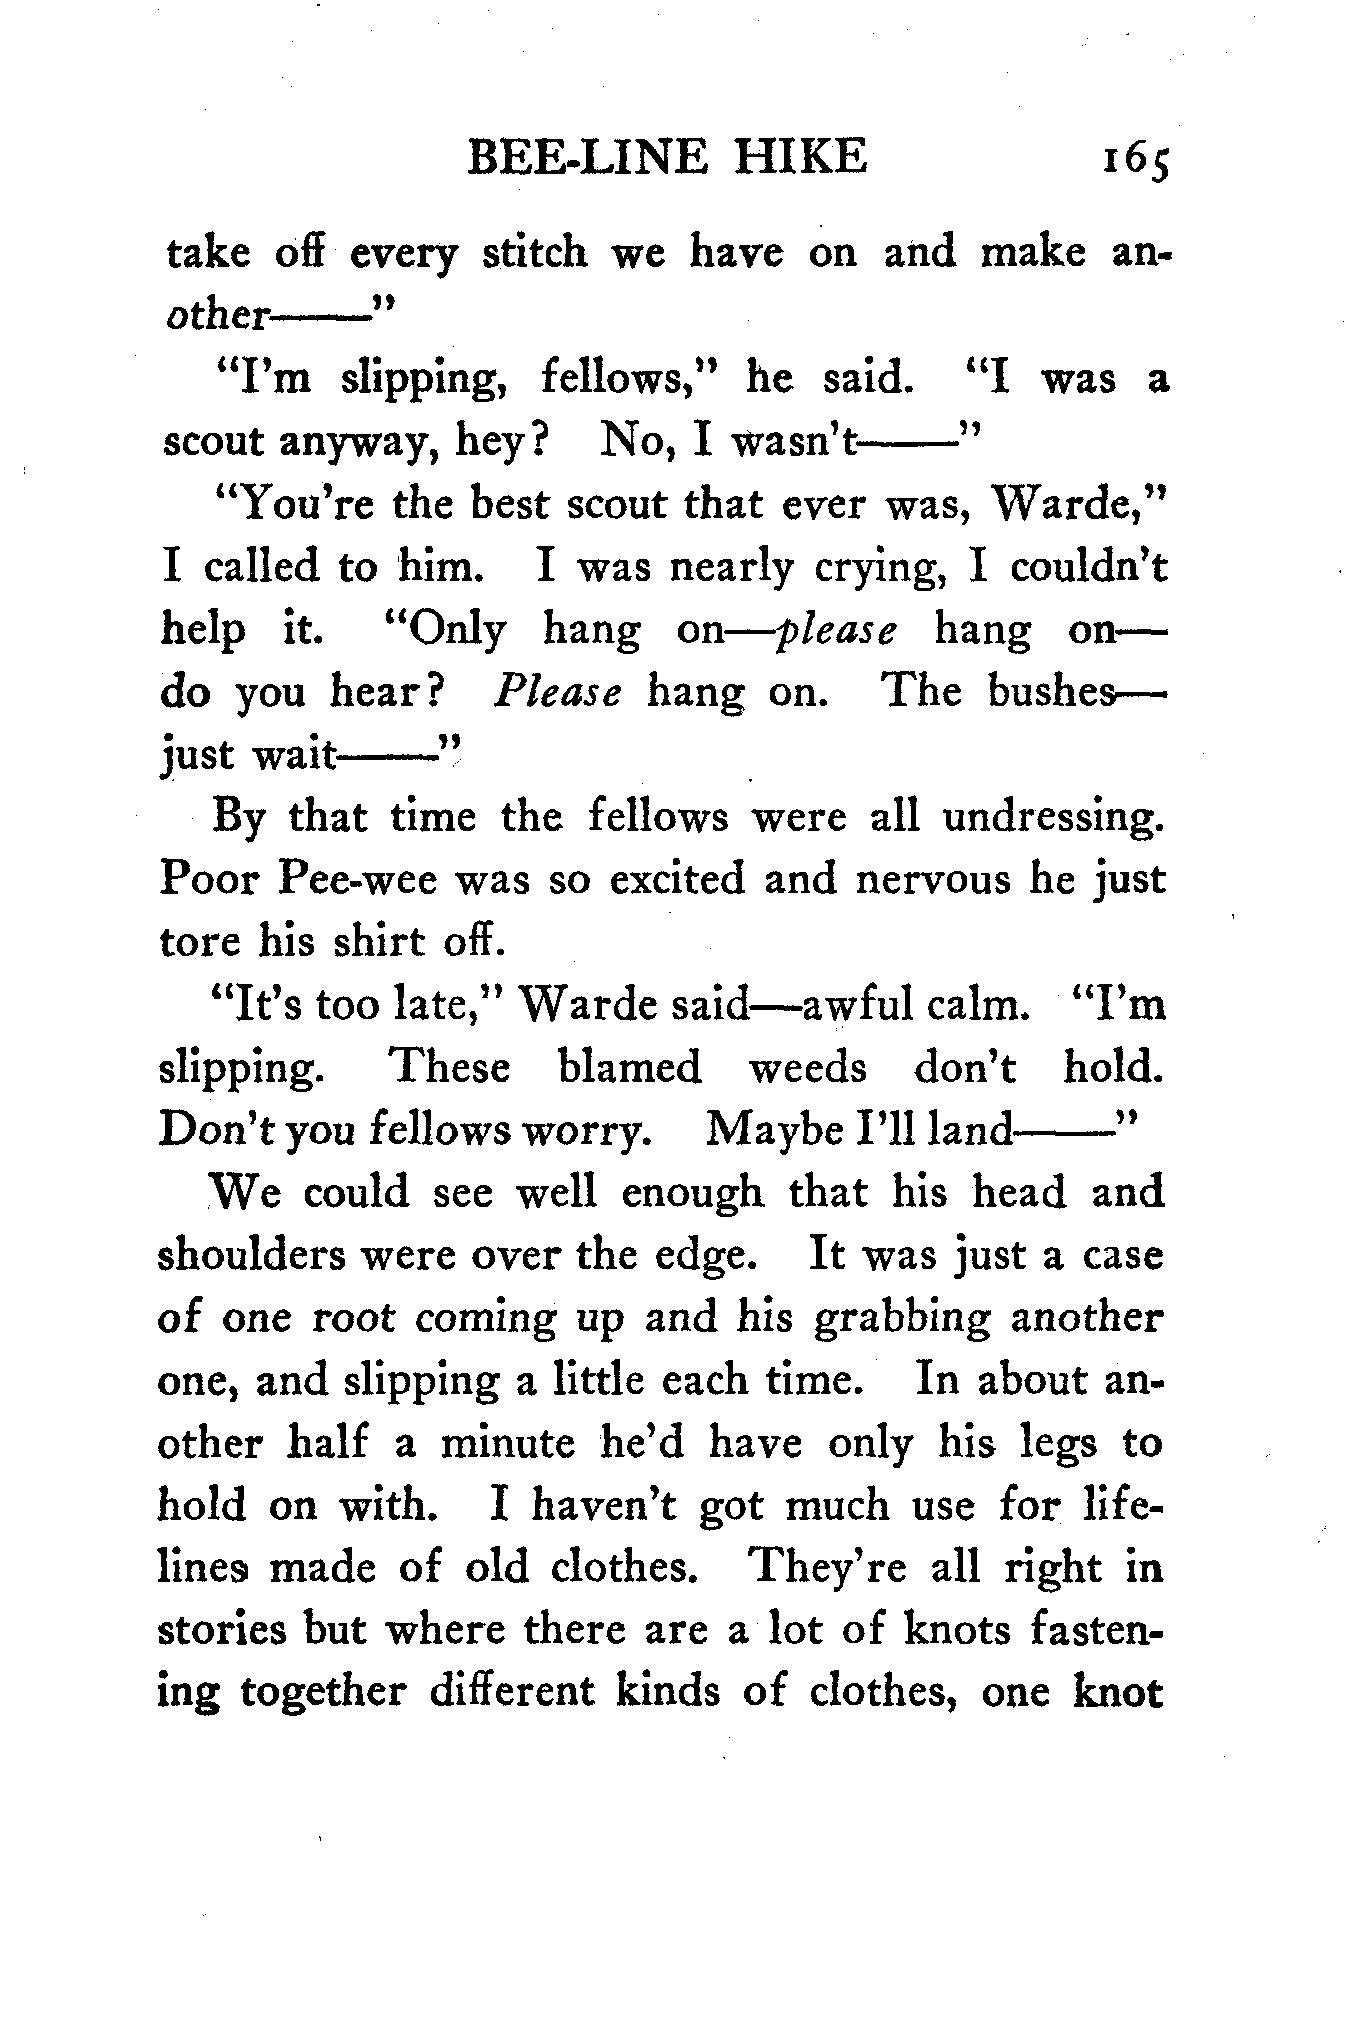 BEE-LINE HIKE 165
take off every stitch we have on and make an-
other——"
"I'm slipping, fellows," he said. "I was a
scout anyway, hey? No, I wasn't——"
"You're the best scout that ever was, Warde,"
I called to him. I was nearly crying, I couldn't
help it. "Only hang on—please hang on—
do you hear? Please hang on. The bushes—
just wait——"
By that time the fellows were all undressing.
Poor Pee-wee was so excited and nervous he just
tore his shirt off.
"It's too late," Warde said—awful calm. "I'm
slipping. These blamed weeds don't hold.
Don't you fellows worry. Maybe I'll land——"
We could see well enough that his head and
shoulders were over the edge. It was just a case
of one root coming up and his grabbing another
one, and slipping a little each time. In about an-
other half a minute he'd have only his legs to
hold on with. I haven't got much use for life-
lines made of old clothes. They're all right in
stories but where there are a lot of knots fasten-
ing together different kinds of clothes, one knot